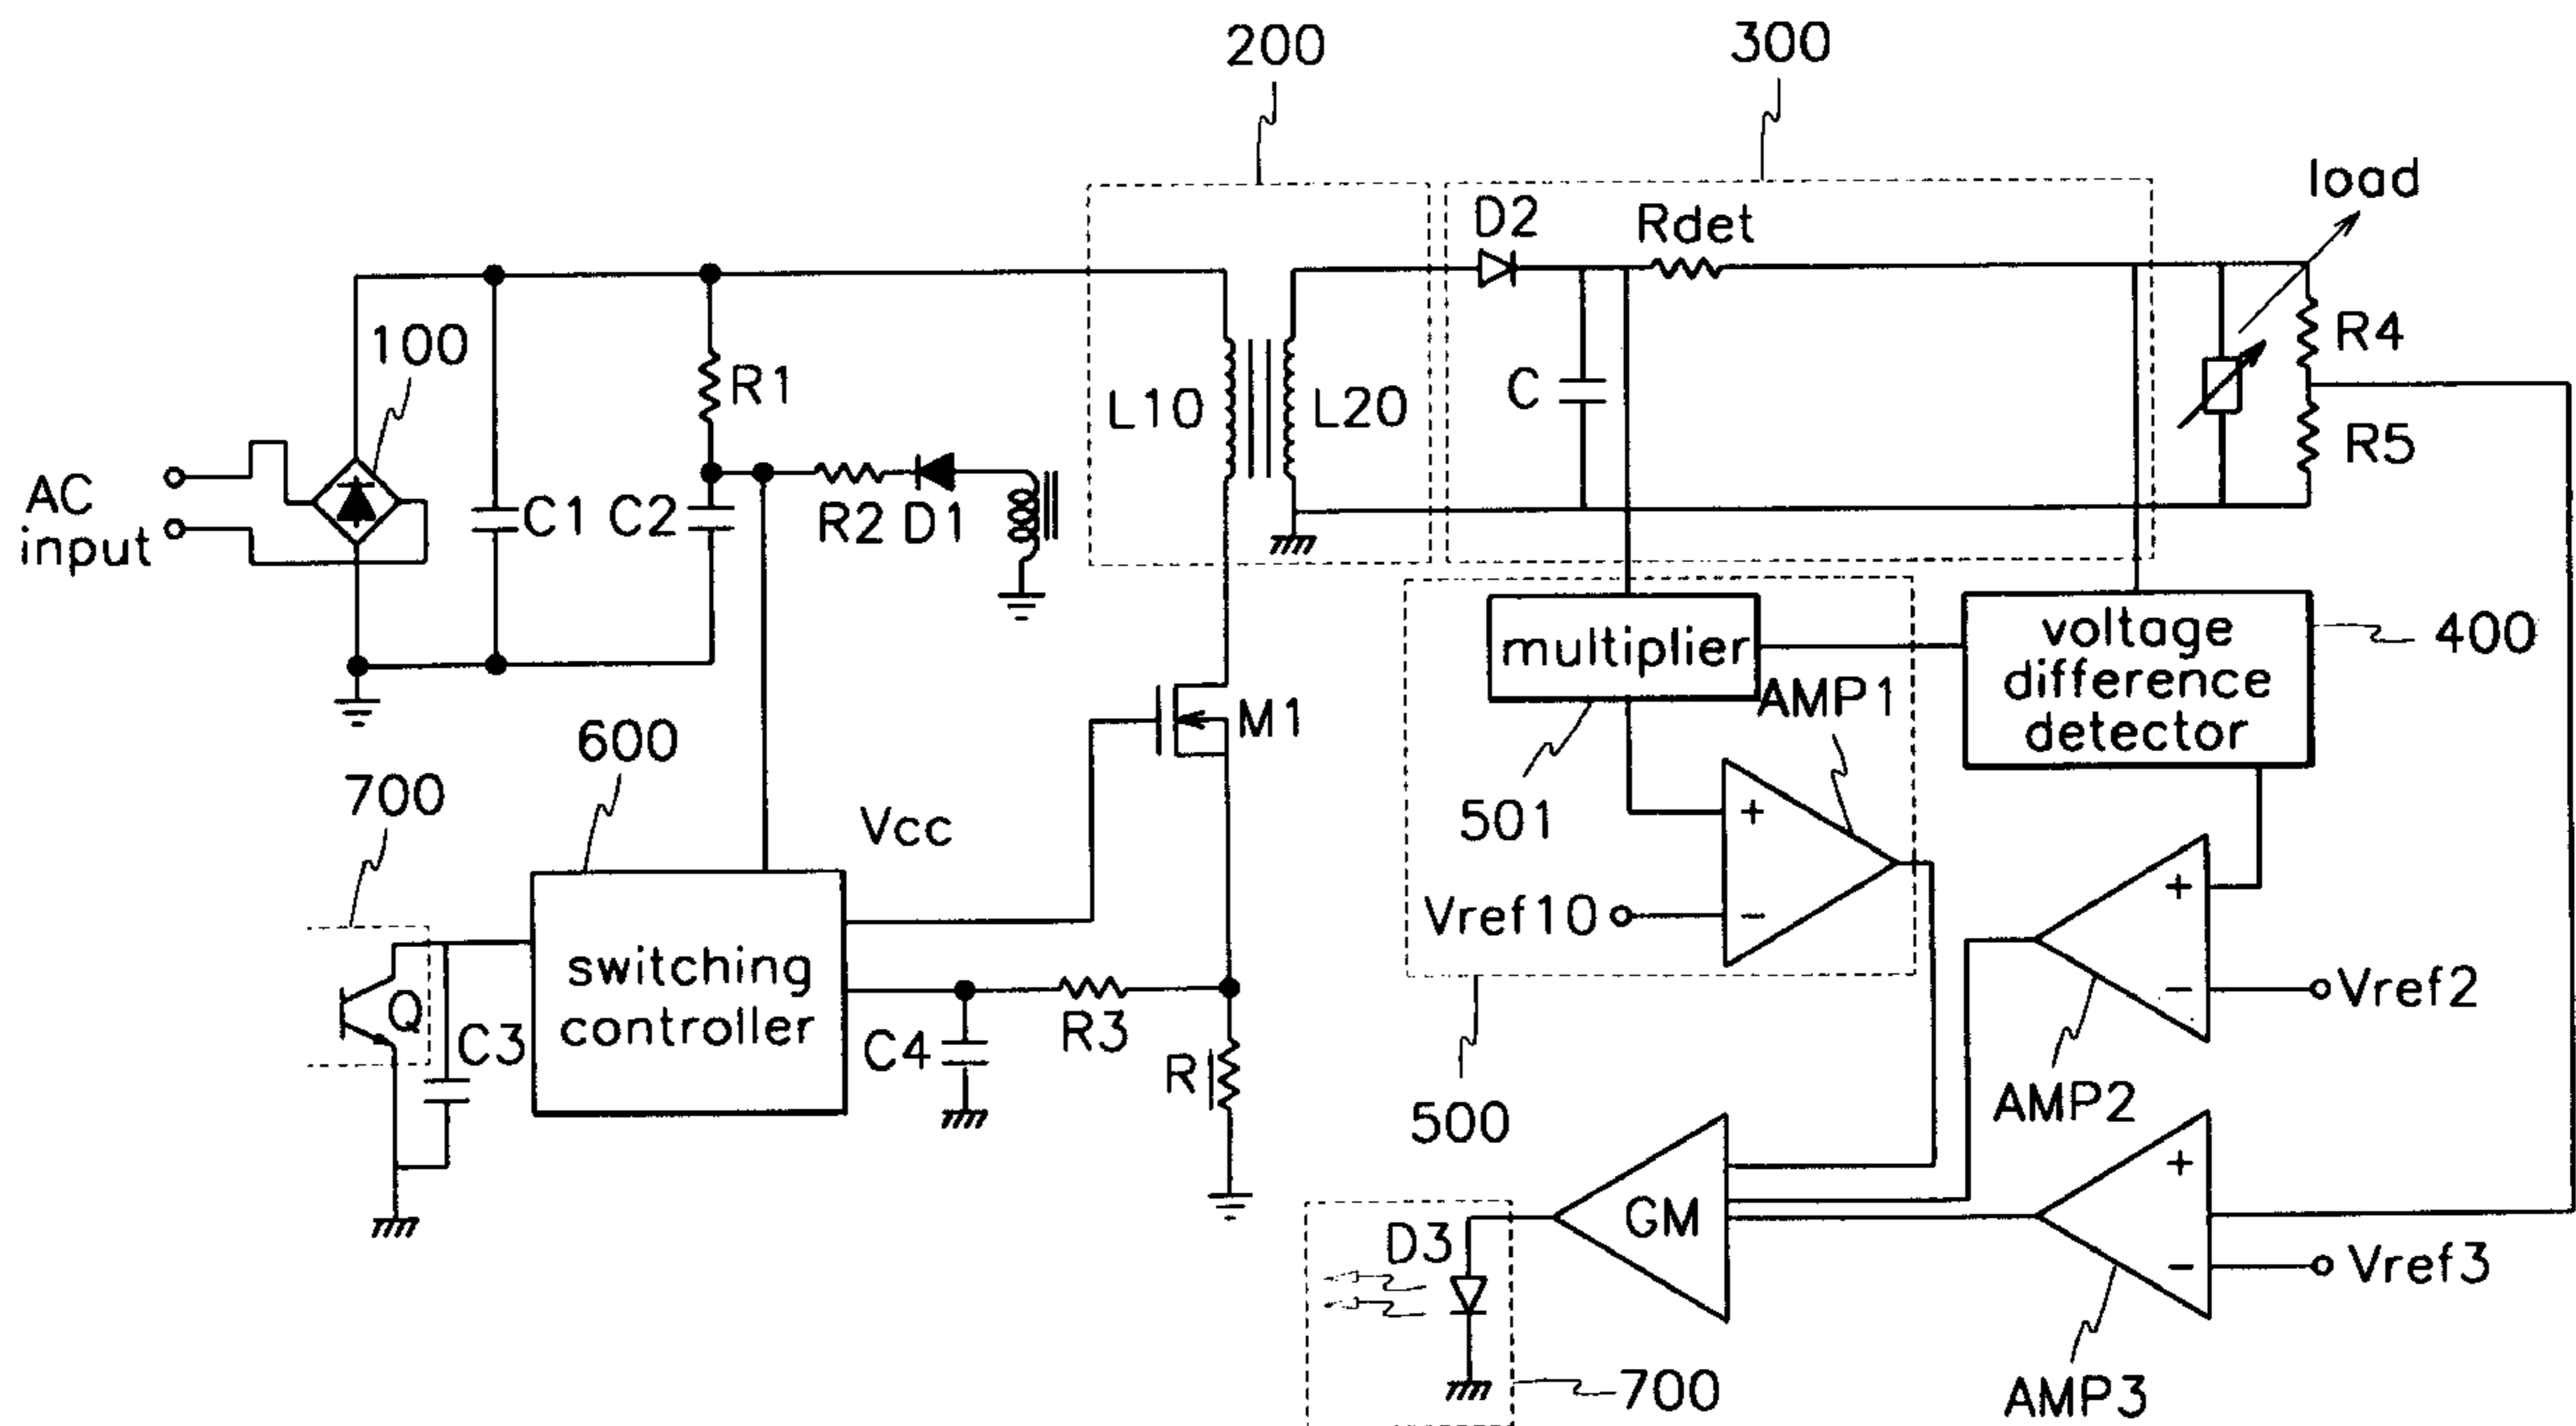 200
300
load
D2
Rdet
100
R1
R4
L10
L20
C
R5
AC
input
C1
C2
R2
D1
multiplier
voltage
difference
detector
400
AMP1
M1
600
700
501
Vcc
+
Vref10
-
+
-
Vref2
switching
controller
Q
C3
C4
R3
R
500
AMP2
+
-
GM
Vref3
D3
700
AMP3